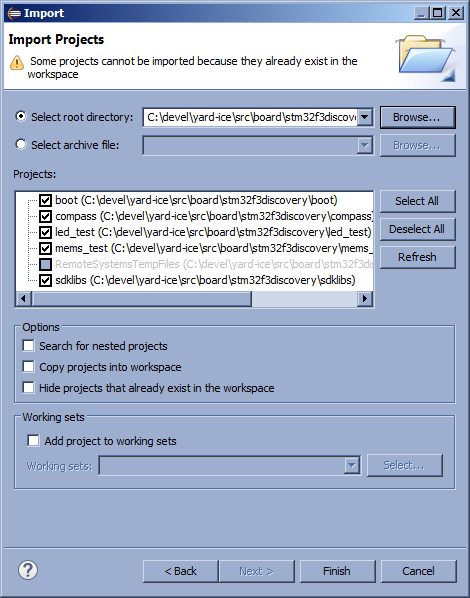 Import
Import Projects
Some projects cannot be imported because they already exist in the
workspace
Select root directory: C:\devel\yard-ice\src\board\stm32f3discove Browse...
Select archive file: Browse...
Projects:
boot (C:\devel\yard-ice\src\board\stm32f3discovery\boot)
compass (C:\devel\yard-ice\src\board\stm32f3discovery\compass)
led_test (C:\devel\yard-ice\src\board\stm32f3discovery\led_test)
mems_test (C:\devel\yard-ice\src\board\stm32f3discovery\mems_
RemoteSystemsTempFiles (C:\devel\yard-ice\src\board\stm32f3dis
sdklibs (C:\devel\yard-ice\src\board\stm32f3discovery\sdklibs)
Select All
Deselect All
Refresh
Options
Search for nested projects
Copy projects into workspace
Hide projects that already exist in the workspace
Working sets
Add project to working sets
Working sets: Select...
? < Back Next > Finish Cancel